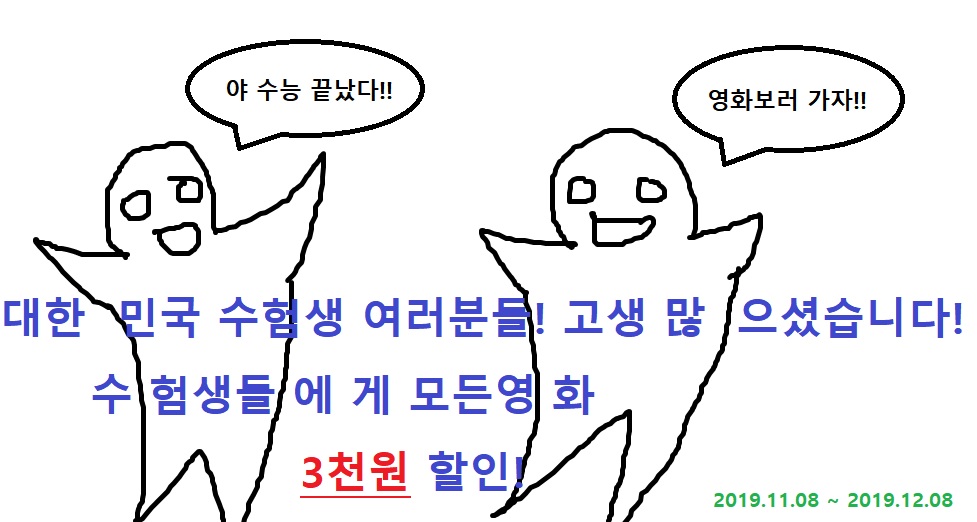 야 수능 끝났다!!
영화보러 가자!!
대한 민국 수험생 여러분들! 고생 많 으셨습니다!
수 험생들 에 게 모든영 화
3천원 할인!
2019.11.08 ~ 2019.12.08